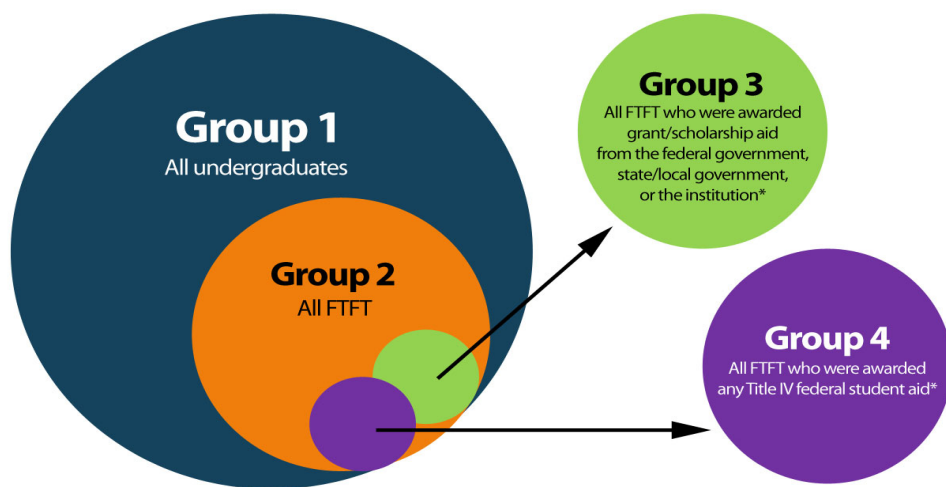 Group 1
All undergraduates
Group 2
All FTFT
Group 3
All FTFT who were awarded
grant/scholarship aid
from the federal government,
state/local government,
or the institution*
Group 4
All FTFT who were awarded
any Title IV federal student aid*